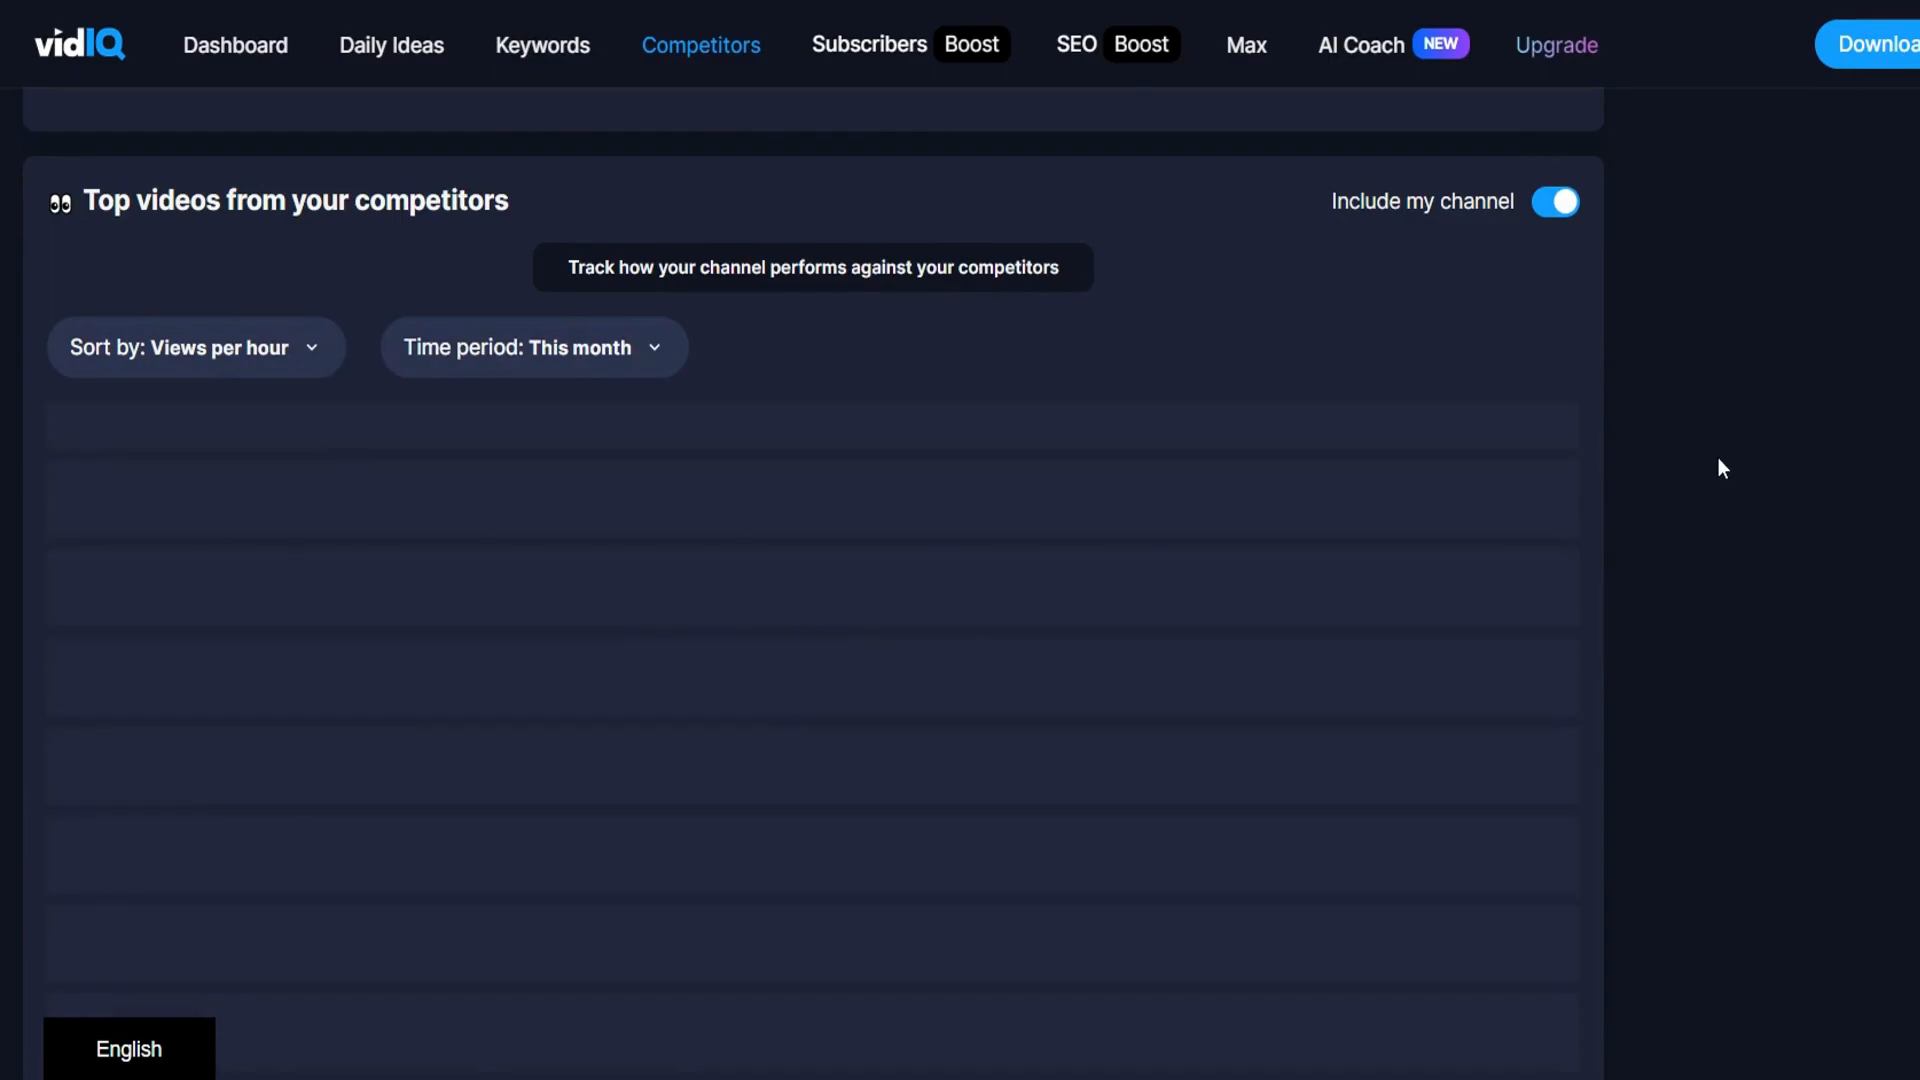 vidIQ Dashboard Daily Ideas Keywords Competitors Subscribers Boost SEO Boost Max AI Coach NEW Upgrade
Top videos from your competitors
Include my channel
Track how your channel performs against your competitors
Sort by: Views per hour
Time period: This month
English